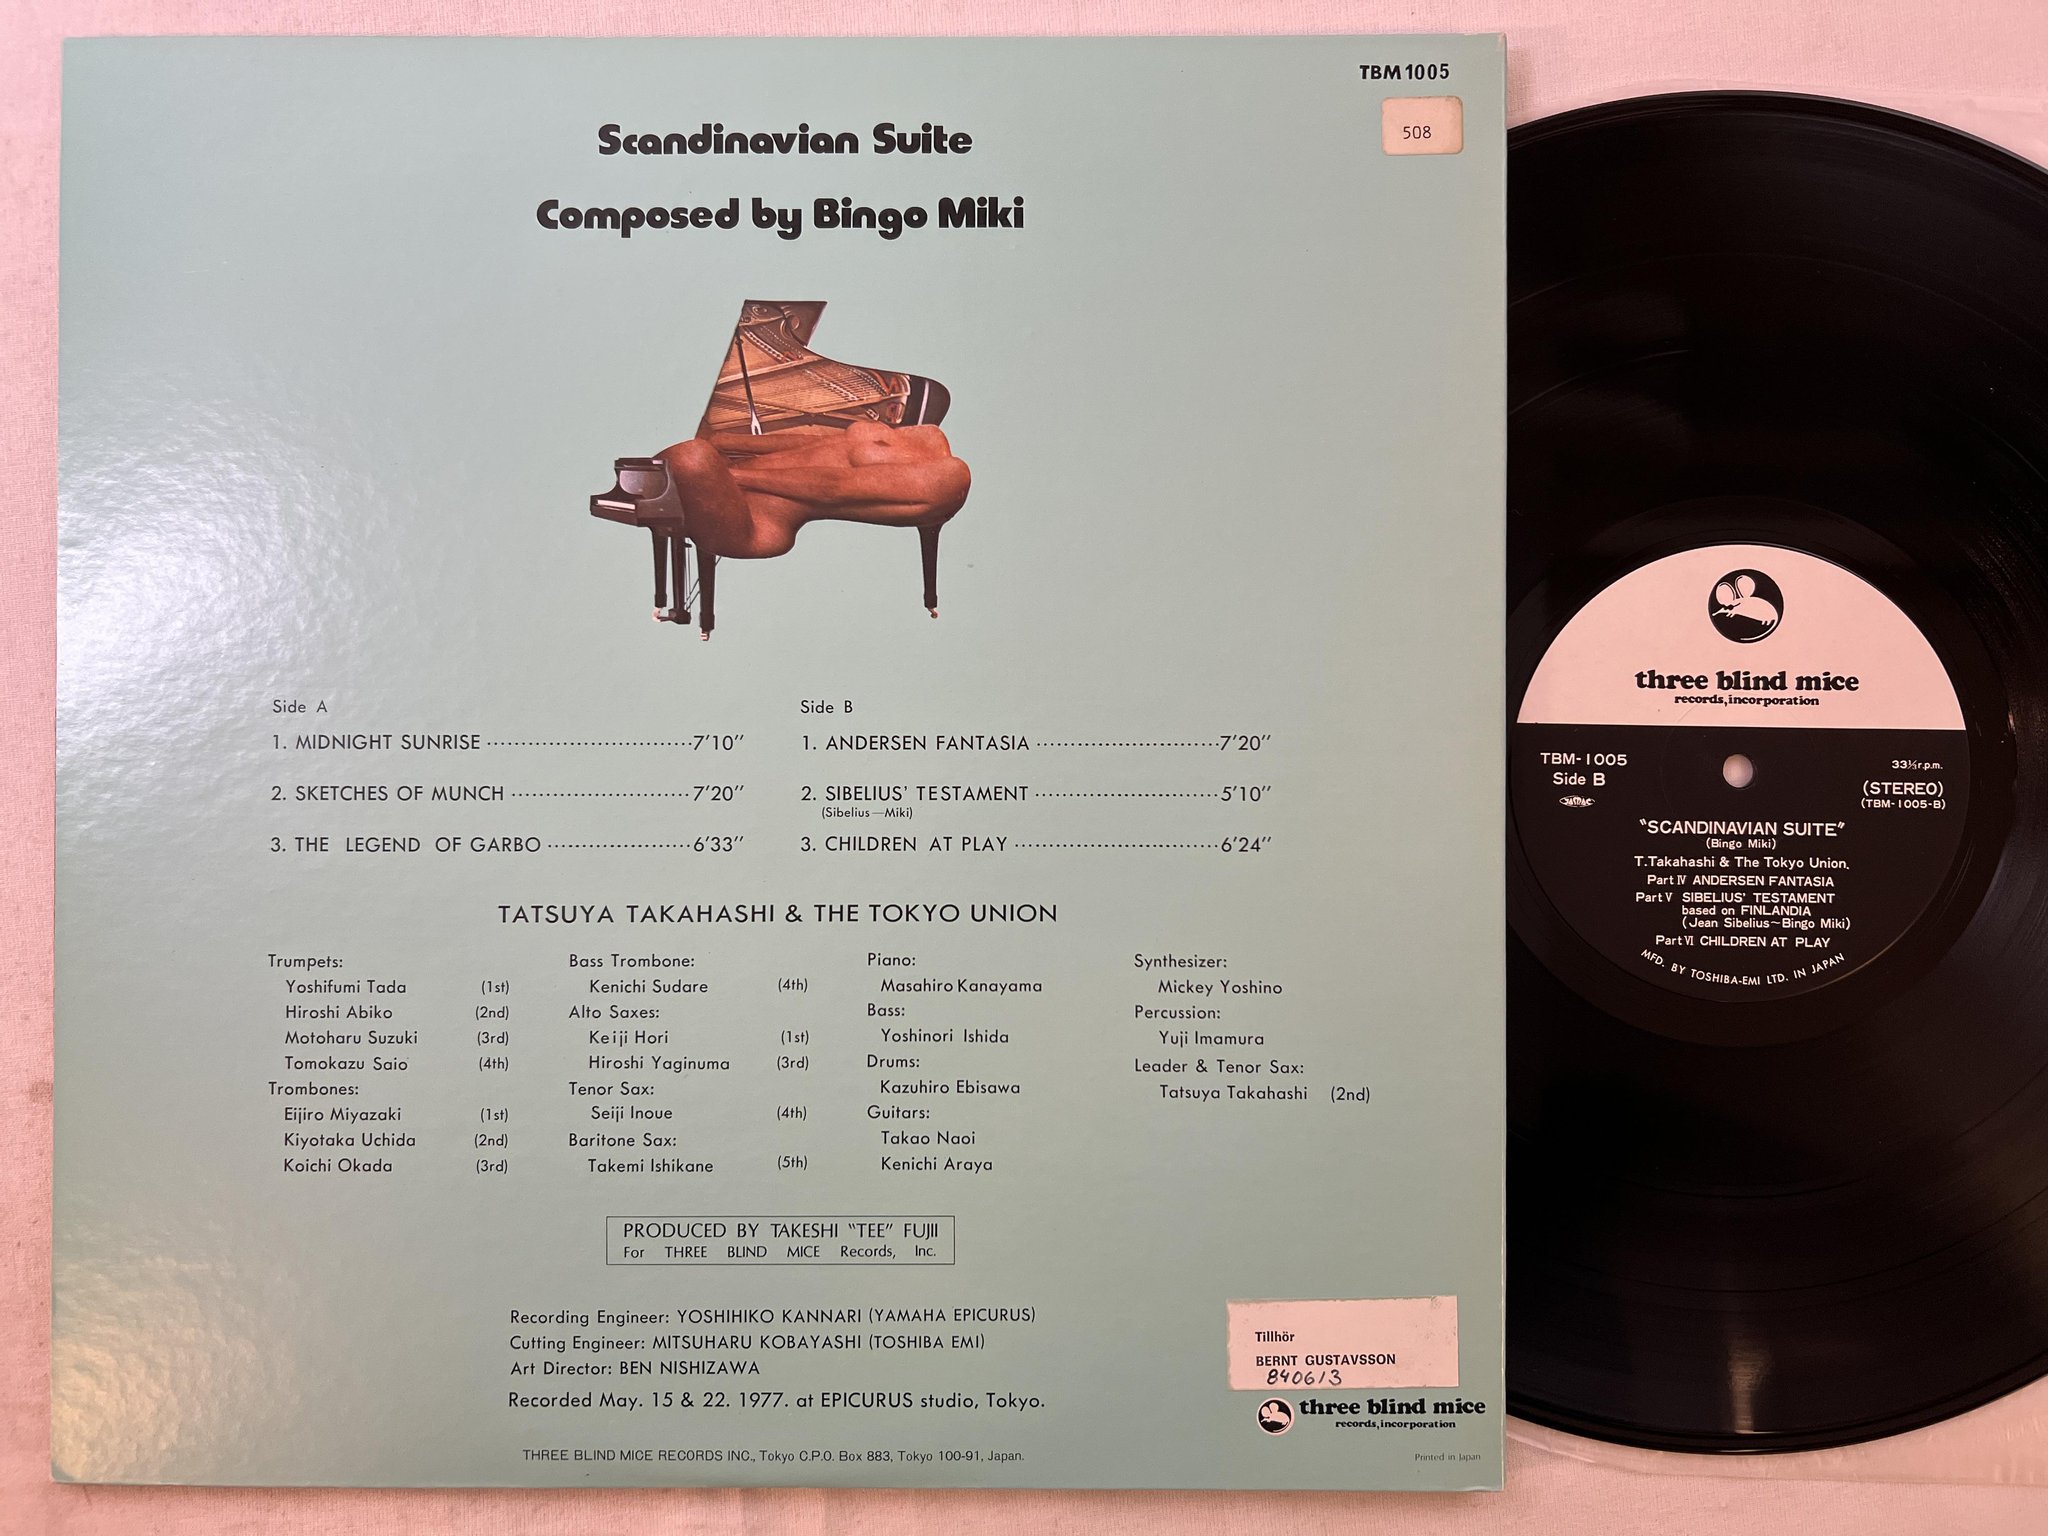 TBM 1005
508
Scandinavian Suite
Composed by Bingo Miki
Side A
1. MIDNIGHT SUNRISE ······························ 7'10''
2. SKETCHES OF MUNCH ·························· 7'20''
3. THE LEGEND OF GARBO ····················· 6'33''
Side B
1. ANDERSEN FANTASIA ··························· 7'20''
2. SIBELIUS' TESTAMENT ··························· 5'10''
(Sibelius—Miki)
3. CHILDREN AT PLAY ······························ 6'24''
TATSUYA TAKAHASHI & THE TOKYO UNION
Trumpets:
Yoshifumi Tada (1st)
Hiroshi Abiko (2nd)
Motoharu Suzuki (3rd)
Tomokazu Saio (4th)
Trombones:
Eijiro Miyazaki (1st)
Kiyotaka Uchida (2nd)
Koichi Okada (3rd)
Bass Trombone:
Kenichi Sudare (4th)
Alto Saxes:
Keiji Hori (1st)
Hiroshi Yaginuma (3rd)
Tenor Sax:
Seiji Inoue (4th)
Baritone Sax:
Takemi Ishikane (5th)
Piano:
Masahiro Kanayama
Bass:
Yoshinori Ishida
Drums:
Kazuhiro Ebisawa
Guitars:
Takao Naoi
Kenichi Araya
Synthesizer:
Mickey Yoshino
Percussion:
Yuji Imamura
Leader & Tenor Sax:
Tatsuya Takahashi (2nd)
PRODUCED BY TAKESHI "TEE" FUJII
For THREE BLIND MICE Records, Inc.
Recording Engineer: YOSHIHIKO KANNARI (YAMAHA EPICURUS)
Cutting Engineer: MITSUHARU KOBAYASHI (TOSHIBA EMI)
Art Director: BEN NISHIZAWA
Recorded May. 15 & 22. 1977. at EPICURUS studio, Tokyo.
THREE BLIND MICE RECORDS INC., Tokyo C.P.O. Box 883, Tokyo 100-91, Japan.
Tillhör
BERNT GUSTAVSSON
840613
three blind mice
records, incorporation
Printed in Japan
three blind mice
records, incorporation
TBM-1005
Side B
JASRAC
33⅓ r.p.m.
(STEREO)
(TBM-1005-B)
"SCANDINAVIAN SUITE"
(Bingo Miki)
T.Takahashi & The Tokyo Union.
Part Ⅳ ANDERSEN FANTASIA
Part Ⅴ SIBELIUS' TESTAMENT
based on FINLANDIA
(Jean Sibelius~Bingo Miki)
Part Ⅵ CHILDREN AT PLAY
MFD. BY TOSHIBA-EMI LTD. IN JAPAN